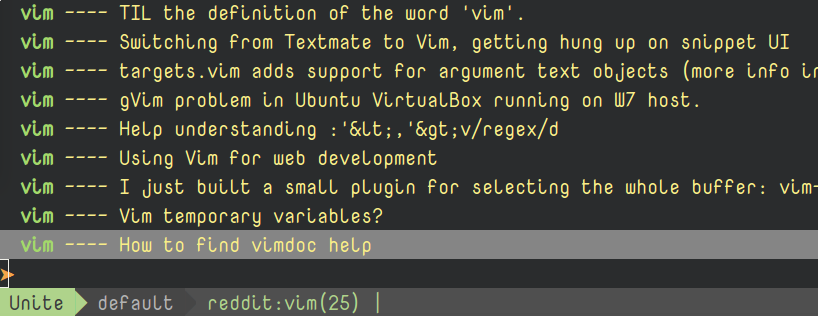 vim ---- TIL the definition of the word 'vim'.
vim ---- Switching from Textmate to Vim, getting hung up on snippet UI
vim ---- targets.vim adds support for argument text objects (more info in
vim ---- gVim problem in Ubuntu VirtualBox running on W7 host.
vim ---- Help understanding :'&lt;,'&gt;v/regex/d
vim ---- Using Vim for web development
vim ---- I just built a small plugin for selecting the whole buffer: vim-
vim ---- Vim temporary variables?
vim ---- How to find vimdoc help
Unite default reddit:vim(25) |